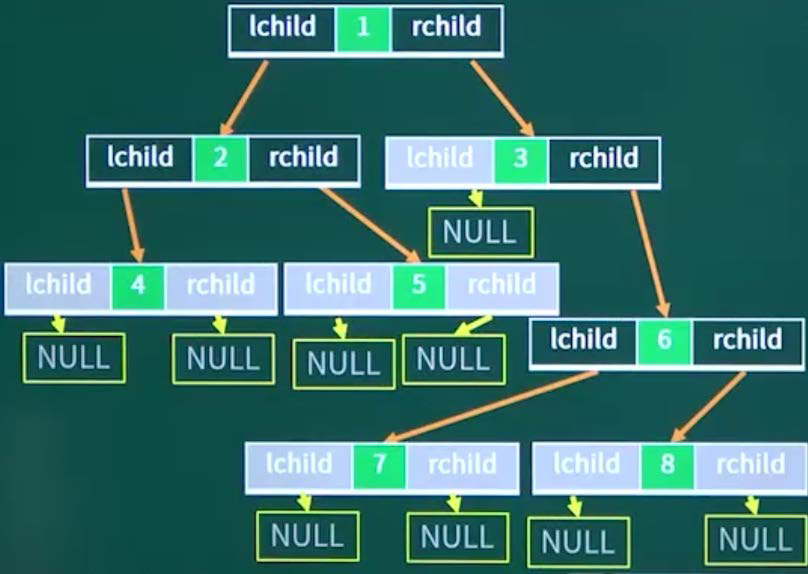 lchild 1 rchild
lchild 2 rchild
lchild 3 rchild
NULL
lchild 4 rchild
lchild 5 rchild
NULL
NULL
NULL
NULL
lchild 6 rchild
lchild 7 rchild
lchild 8 rchild
NULL
NULL
NULL
NULL